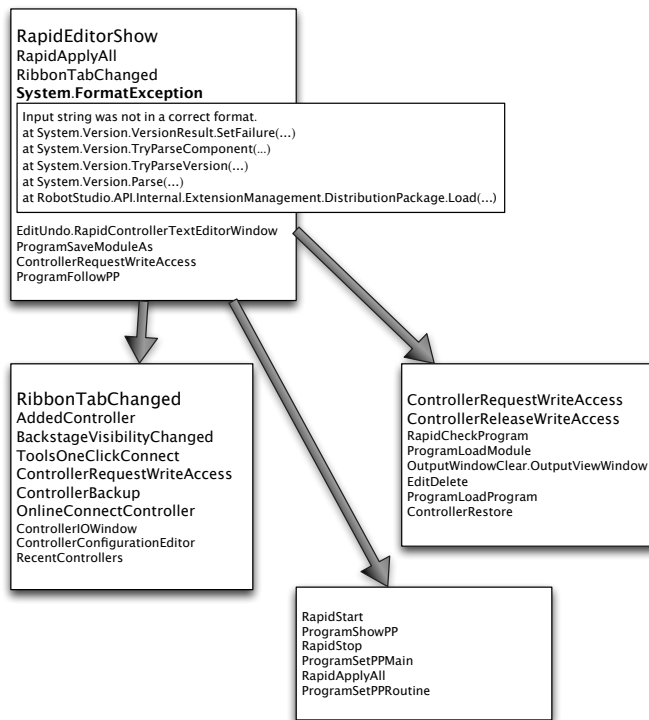 RapidEditorShow
RapidApplyAll
RibbonTabChanged
System.FormatException
Input string was not in a correct format.
at System.Version.VersionResult.SetFailure(...)
at System.Version.TryParseComponent(...)
at System.Version.TryParseVersion(...)
at System.Version.Parse(...)
at RobotStudio.API.Internal.ExtensionManagement.DistributionPackage.Load(...)
EditUndo.RapidControllerTextEditorWindow
ProgramSaveModuleAs
ControllerRequestWriteAccess
ProgramFollowPP
RibbonTabChanged
AddedController
BackstageVisibilityChanged
ToolsOneClickConnect
ControllerRequestWriteAccess
ControllerBackup
OnlineConnectController
ControllerIOWindow
ControllerConfigurationEditor
RecentControllers
ControllerRequestWriteAccess
ControllerReleaseWriteAccess
RapidCheckProgram
ProgramLoadModule
OutputWindowClear.OutputViewWindow
EditDelete
ProgramLoadProgram
ControllerRestore
RapidStart
ProgramShowPP
RapidStop
ProgramSetPPMain
RapidApplyAll
ProgramSetPPRoutine